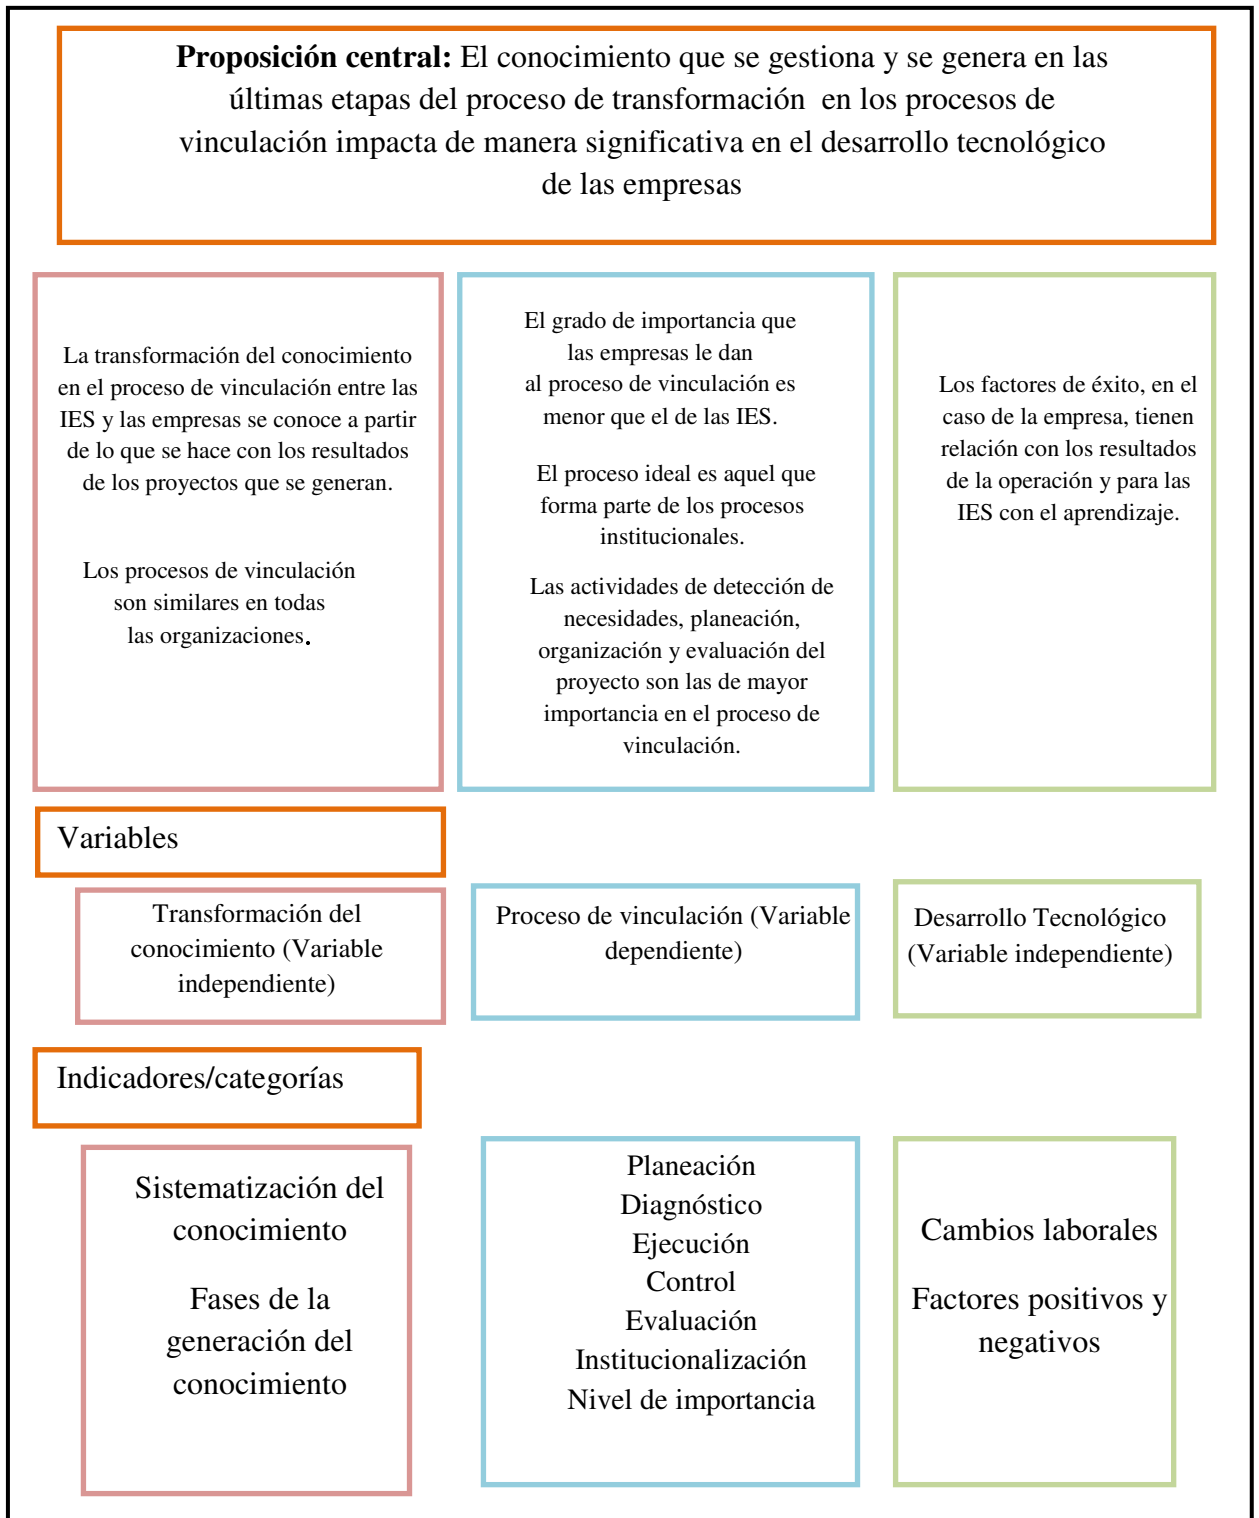 Proposición central: El conocimiento que se gestiona y se genera en las
últimas etapas del proceso de transformación en los procesos de
vinculación impacta de manera significativa en el desarrollo tecnológico
de las empresas
La transformación del conocimiento
en el proceso de vinculación entre las
IES y las empresas se conoce a partir
de lo que se hace con los resultados
de los proyectos que se generan.
Los procesos de vinculación
son similares en todas
las organizaciones.
El grado de importancia que
las empresas le dan
al proceso de vinculación es
menor que el de las IES.
El proceso ideal es aquel que
forma parte de los procesos
institucionales.
Las actividades de detección de
necesidades, planeación,
organización y evaluación del
proyecto son las de mayor
importancia en el proceso de
vinculación.
Los factores de éxito, en el
caso de la empresa, tienen
relación con los resultados
de la operación y para las
IES con el aprendizaje.
Variables
Transformación del
conocimiento (Variable
independiente)
Proceso de vinculación (Variable
dependiente)
Desarrollo Tecnológico
(Variable independiente)
Indicadores/categorías
Sistematización del
conocimiento
Fases de la
generación del
conocimiento
Planeación
Diagnóstico
Ejecución
Control
Evaluación
Institucionalización
Nivel de importancia
Cambios laborales
Factores positivos y
negativos